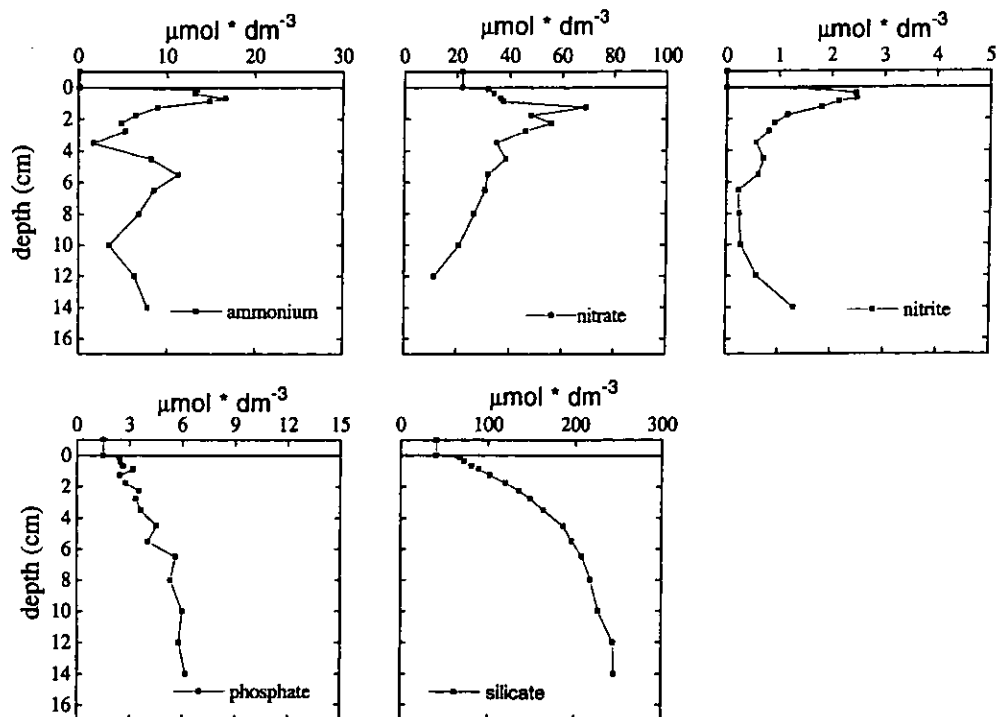 μmol * dm⁻³ μmol * dm⁻³ μmol * dm⁻³
0 10 20 30 0 20 40 60 80 100 0 1 2 3 4 5
0
2
4
6
8
10
12
14
16
depth (cm)
ammonium nitrate nitrite
μmol * dm⁻³ μmol * dm⁻³
0 3 6 9 12 15 0 100 200 300
0
2
4
6
8
10
12
14
16
depth (cm)
phosphate silicate